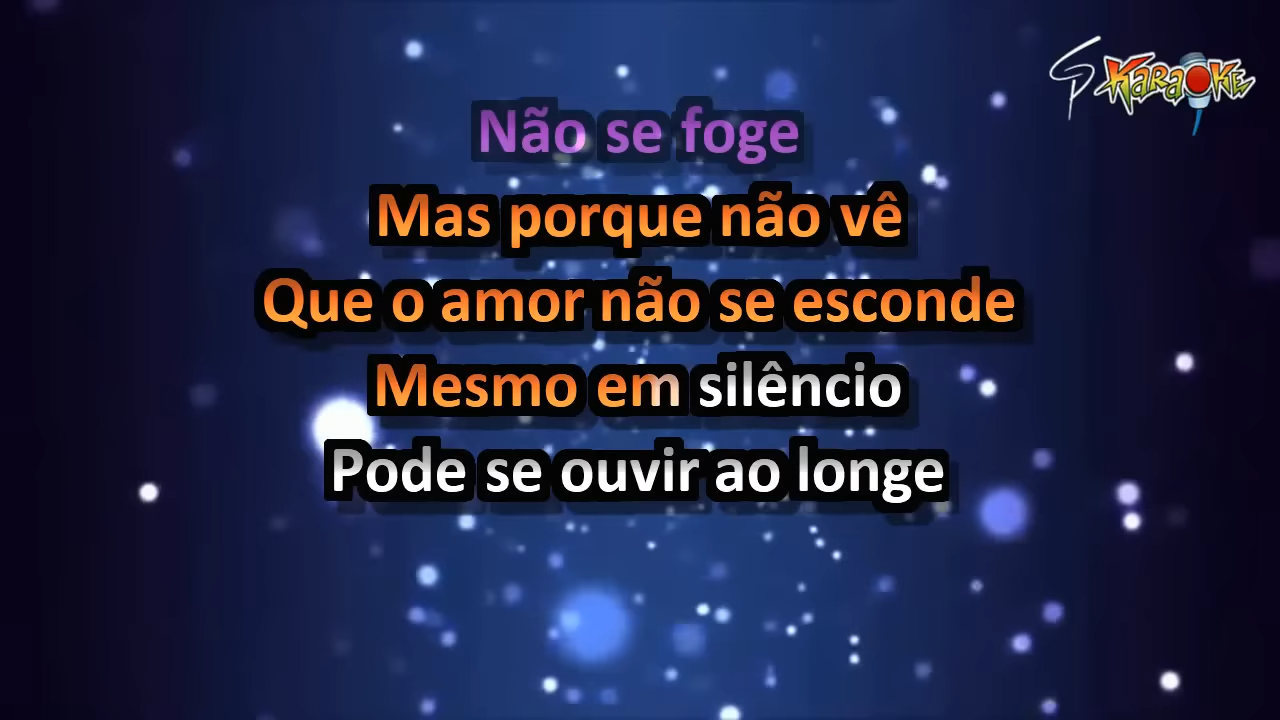 SP KARAOKE
Não se foge
Mas porque não vê
Que o amor não se esconde
Mesmo em silêncio
Pode se ouvir ao longe